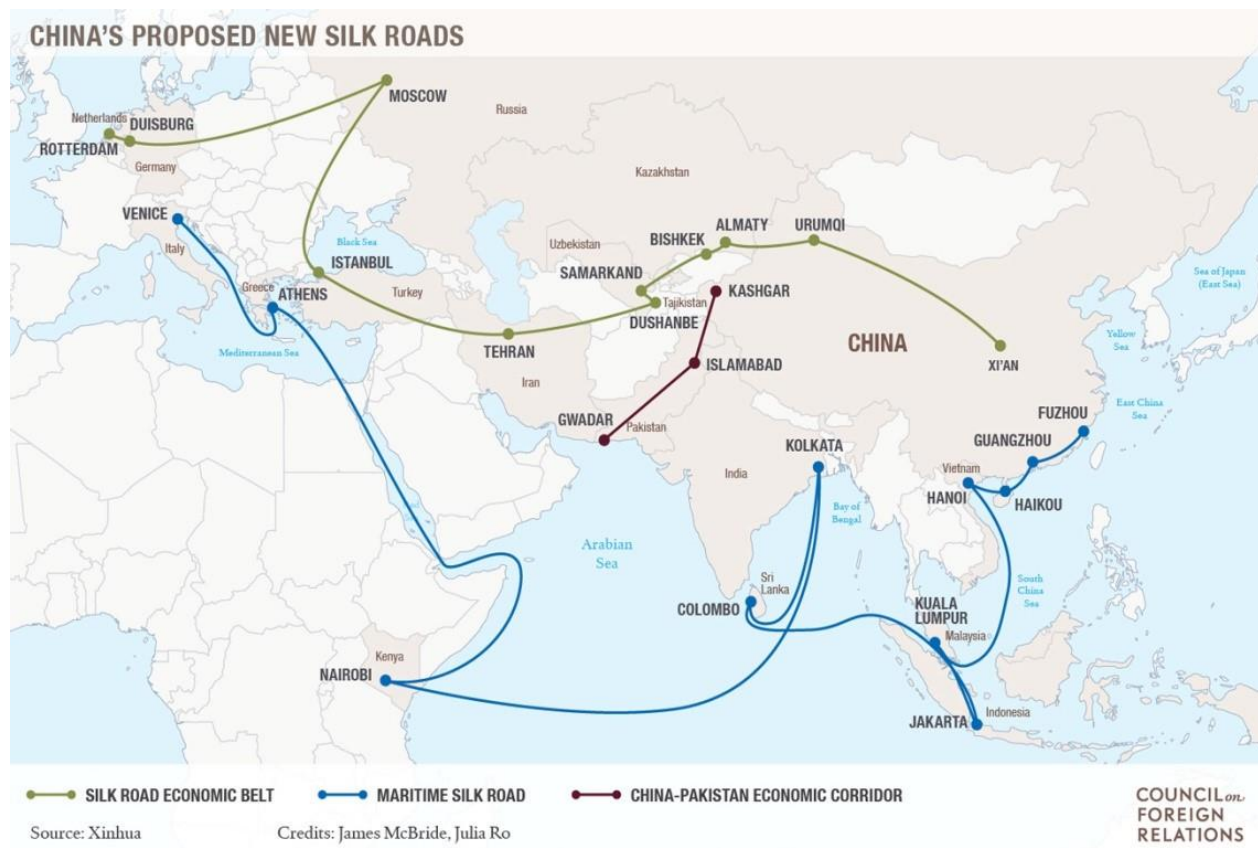 CHINA'S PROPOSED NEW SILK ROADS
MOSCOW
Russia
Netherlands
DUISBURG
ROTTERDAM
Germany
Kazakhstan
VENICE
Italy
Black Sea
ISTANBUL
Greece
ATHENS
Turkey
Mediterranean Sea
Uzbekistan
BISHKEK
ALMATY
URUMQI
SAMARKAND
Tajikistan
DUSHANBE
KASHGAR
TEHRAN
Iran
ISLAMABAD
CHINA
XI'AN
Sea of Japan
(East Sea)
Yellow
Sea
East China
Sea
GWADAR
Pakistan
KOLKATA
India
FUZHOU
GUANGZHOU
Vietnam
HANOI
HAIKOU
Bay of
Bengal
Arabian
Sea
Sri
Lanka
COLOMBO
South
China
Sea
KUALA
LUMPUR
Malaysia
Kenya
NAIROBI
JAKARTA
Indonesia
SILK ROAD ECONOMIC BELT
MARITIME SILK ROAD
CHINA-PAKISTAN ECONOMIC CORRIDOR
Source: Xinhua
Credits: James McBride, Julia Ro
COUNCIL on
FOREIGN
RELATIONS